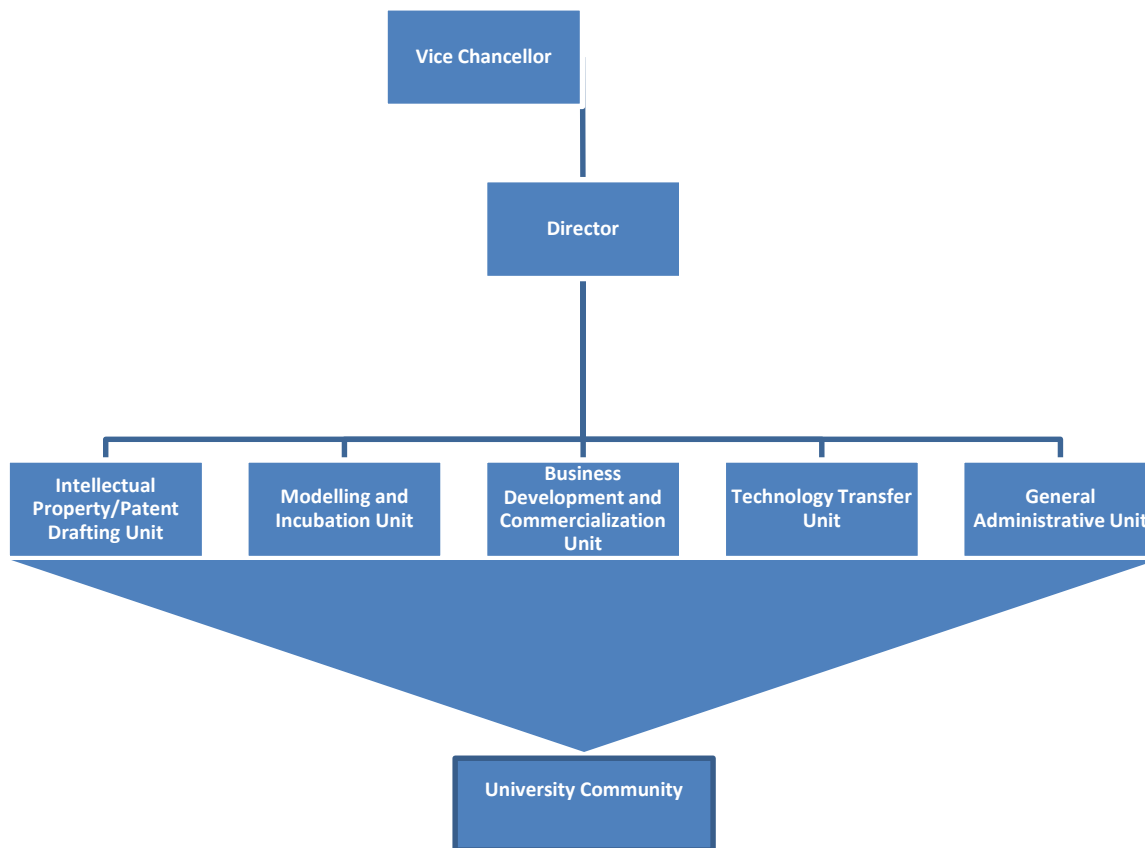 Vice Chancellor
Director
Intellectual
Property/Patent
Drafting Unit
Modelling and
Incubation Unit
Business
Development and
Commercialization
Unit
Technology Transfer
Unit
General
Administrative Unit
University Community